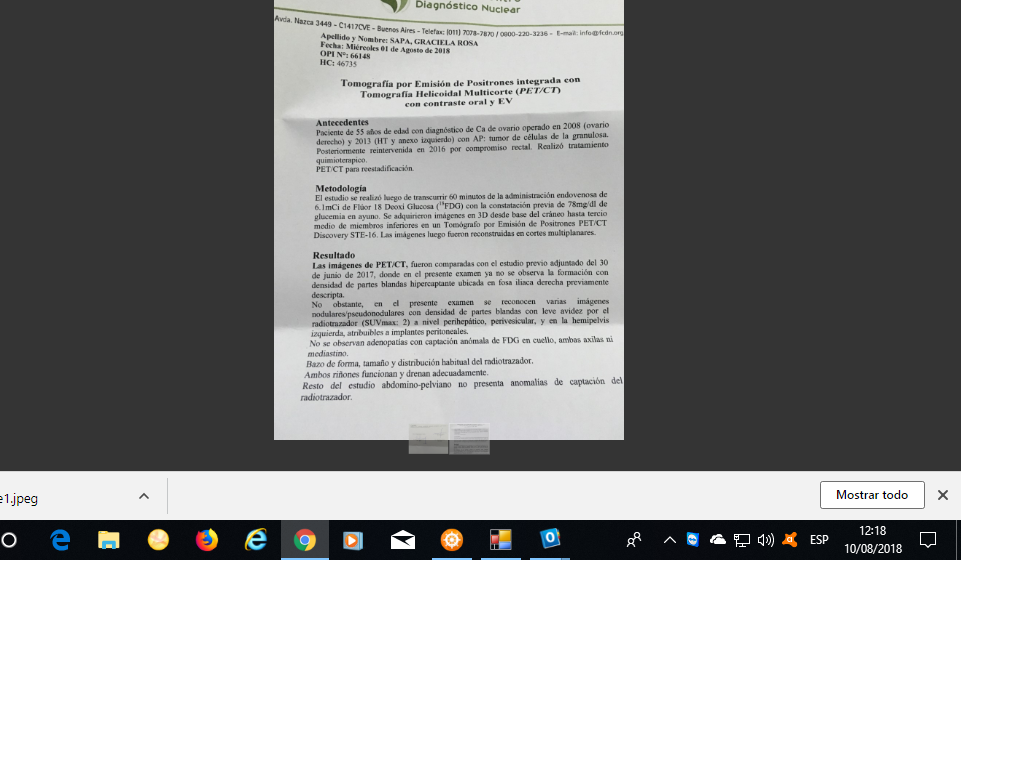 Diagnóstico Nuclear
Avda. Nazca 3449 - C1417CVE - Buenos Aires - Telefax: (011) 7078-7870 / 0800-220-3236 - E-mail: info@fcdn.org
Apellido y Nombre: SAPA, GRACIELA ROSA
Fecha: Miércoles 01 de Agosto de 2018
OPI Nº: 66148
HC: 46735
Tomografía por Emisión de Positrones integrada con
Tomografía Helicoidal Multicorte (PET/CT)
con contraste oral y EV
Antecedentes
Paciente de 55 años de edad con diagnóstico de Ca de ovario operado en 2008 (ovario
derecho) y 2013 (HT y anexo izquierdo) con AP: tumor de células de la granulosa.
Posteriormente reintervenida en 2016 por compromiso rectal. Realizó tratamiento
quimioterapico.
PET/CT para reestadificación.
Metodología
El estudio se realizó luego de transcurrir 60 minutos de la administración endovenosa de
6.1mCi de Flúor 18 Deoxi Glucosa (18FDG) con la constatación previa de 78mg/dl de
glucemia en ayuno. Se adquirieron imágenes en 3D desde base del cráneo hasta tercio
medio de miembros inferiores en un Tomógrafo por Emisión de Positrones PET/CT
Discovery STE-16. Las imágenes luego fueron reconstruidas en cortes multiplanares.
Resultado
Las imágenes de PET/CT, fueron comparadas con el estudio previo adjuntado del 30
de junio de 2017, donde en el presente examen ya no se observa la formación con
densidad de partes blandas hipercaptante ubicada en fosa iliaca derecha previamente
descripta.
No obstante, en el presente examen se reconocen varias imágenes
nodulares/pseudonodulares con densidad de partes blandas con leve avidez por el
radiotrazador (SUVmax: 2) a nivel perihepático, perivesicular, y en la hemipelvis
izquierda, atribuibles a implantes peritoneales.
No se observan adenopatías con captación anómala de FDG en cuello, ambas axilas ni
mediastino.
Bazo de forma, tamaño y distribución habitual del radiotrazador.
Ambos riñones funcionan y drenan adecuadamente.
Resto del estudio abdomino-pelviano no presenta anomalías de captación del
radiotrazador.
e1.jpeg
Mostrar todo
ESP
12:18
10/08/2018